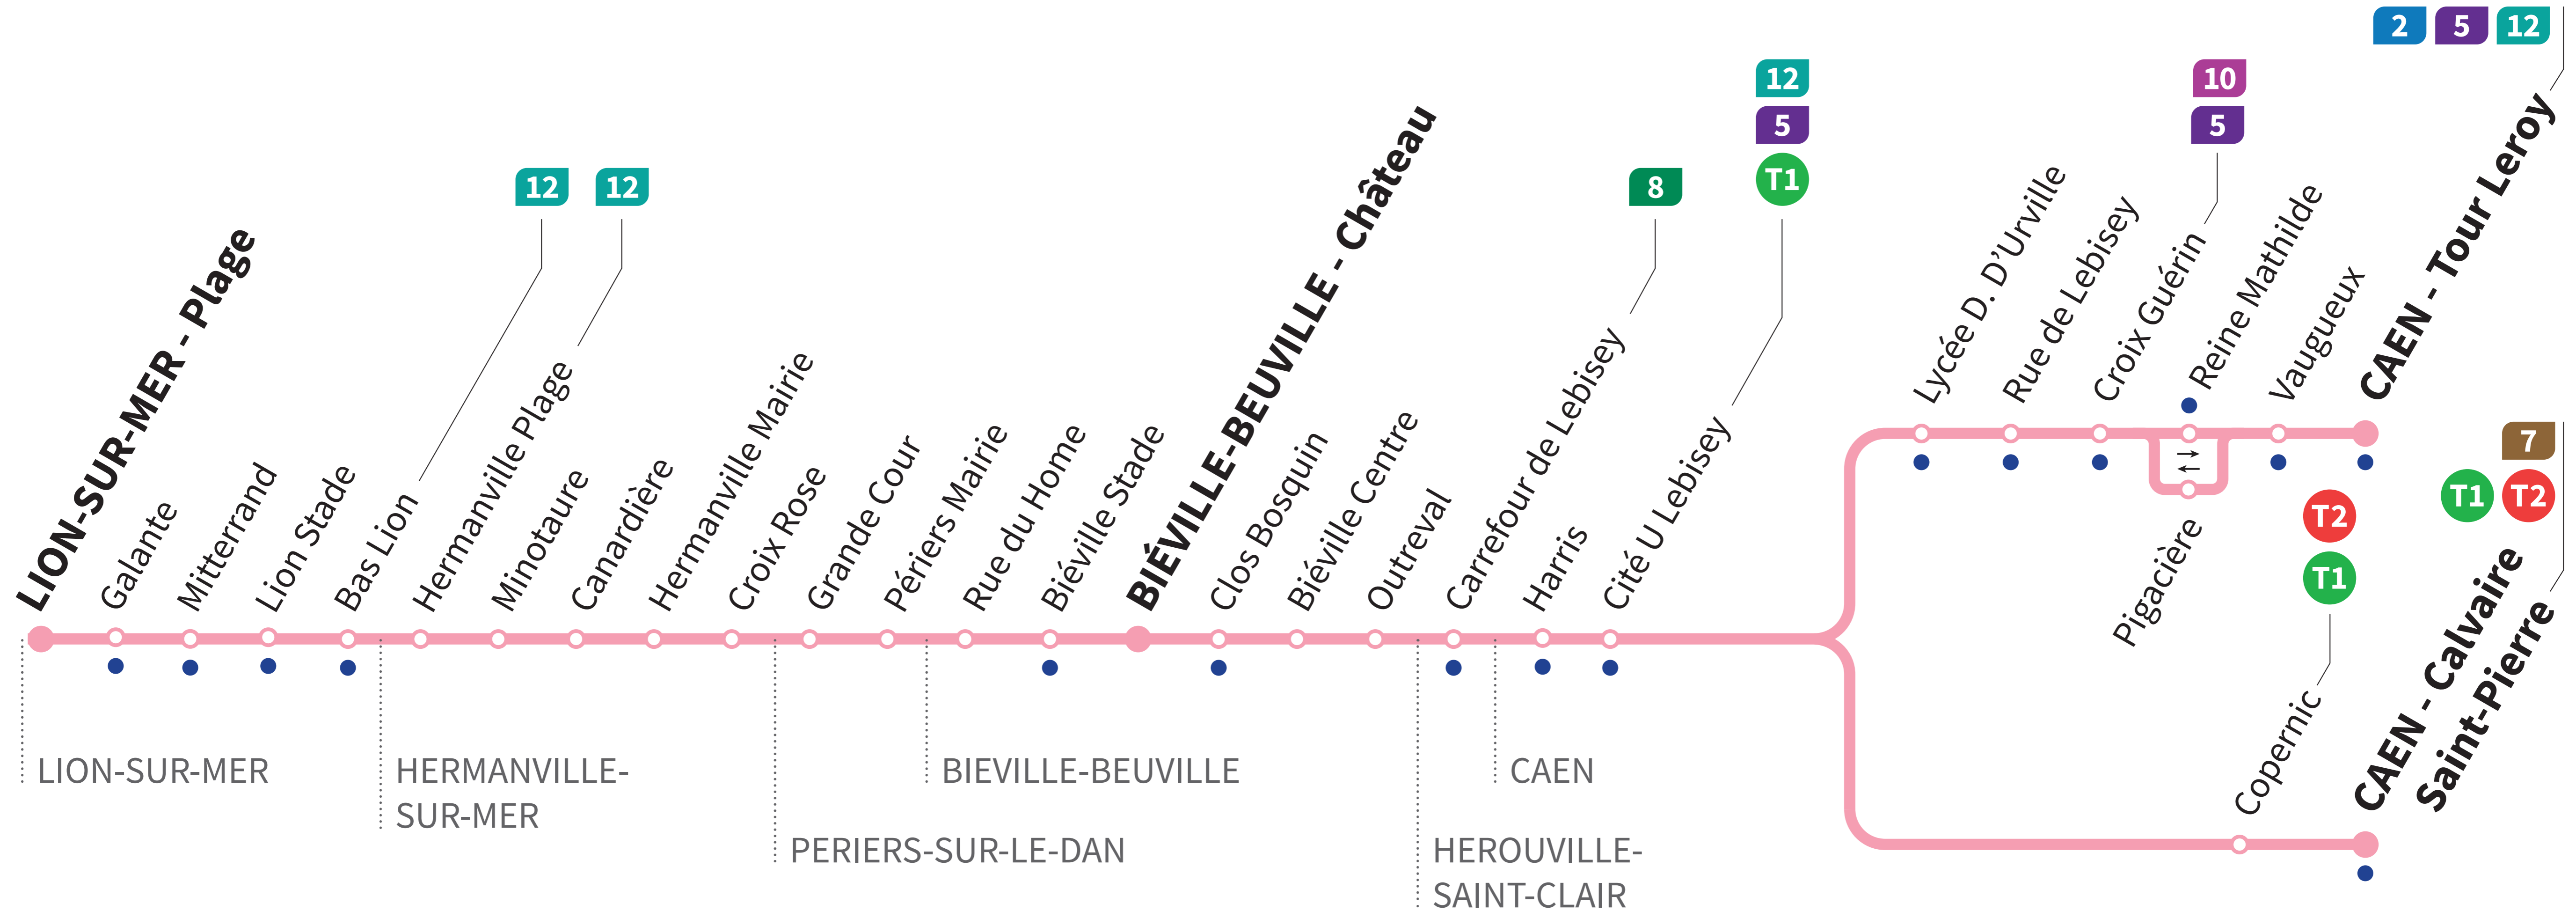 LION-SUR-MER - Plage
Galante
Mitterrand
Lion Stade
Bas Lion
12
Hermanville Plage
12
Minotaure
Canardière
Hermanville Mairie
Croix Rose
Grande Cour
Périers Mairie
Rue du Home
Biéville Stade
BIÉVILLE-BEUVILLE - Château
Clos Bosquin
Biéville Centre
Outreval
Carrefour de Lebisey
8
Harris
Cité U Lebisey
12
5
T1
Lycée D. D'Urville
Rue de Lebisey
Croix Guérin
10
5
Reine Mathilde
Pigacière
Vaugueux
CAEN - Tour Leroy
2 5 12
Copernic
T2
T1
CAEN - Calvaire
Saint-Pierre
7
T1 T2
LION-SUR-MER
HERMANVILLE-
SUR-MER
PERIERS-SUR-LE-DAN
BIEVILLE-BEUVILLE
HEROUVILLE-
SAINT-CLAIR
CAEN